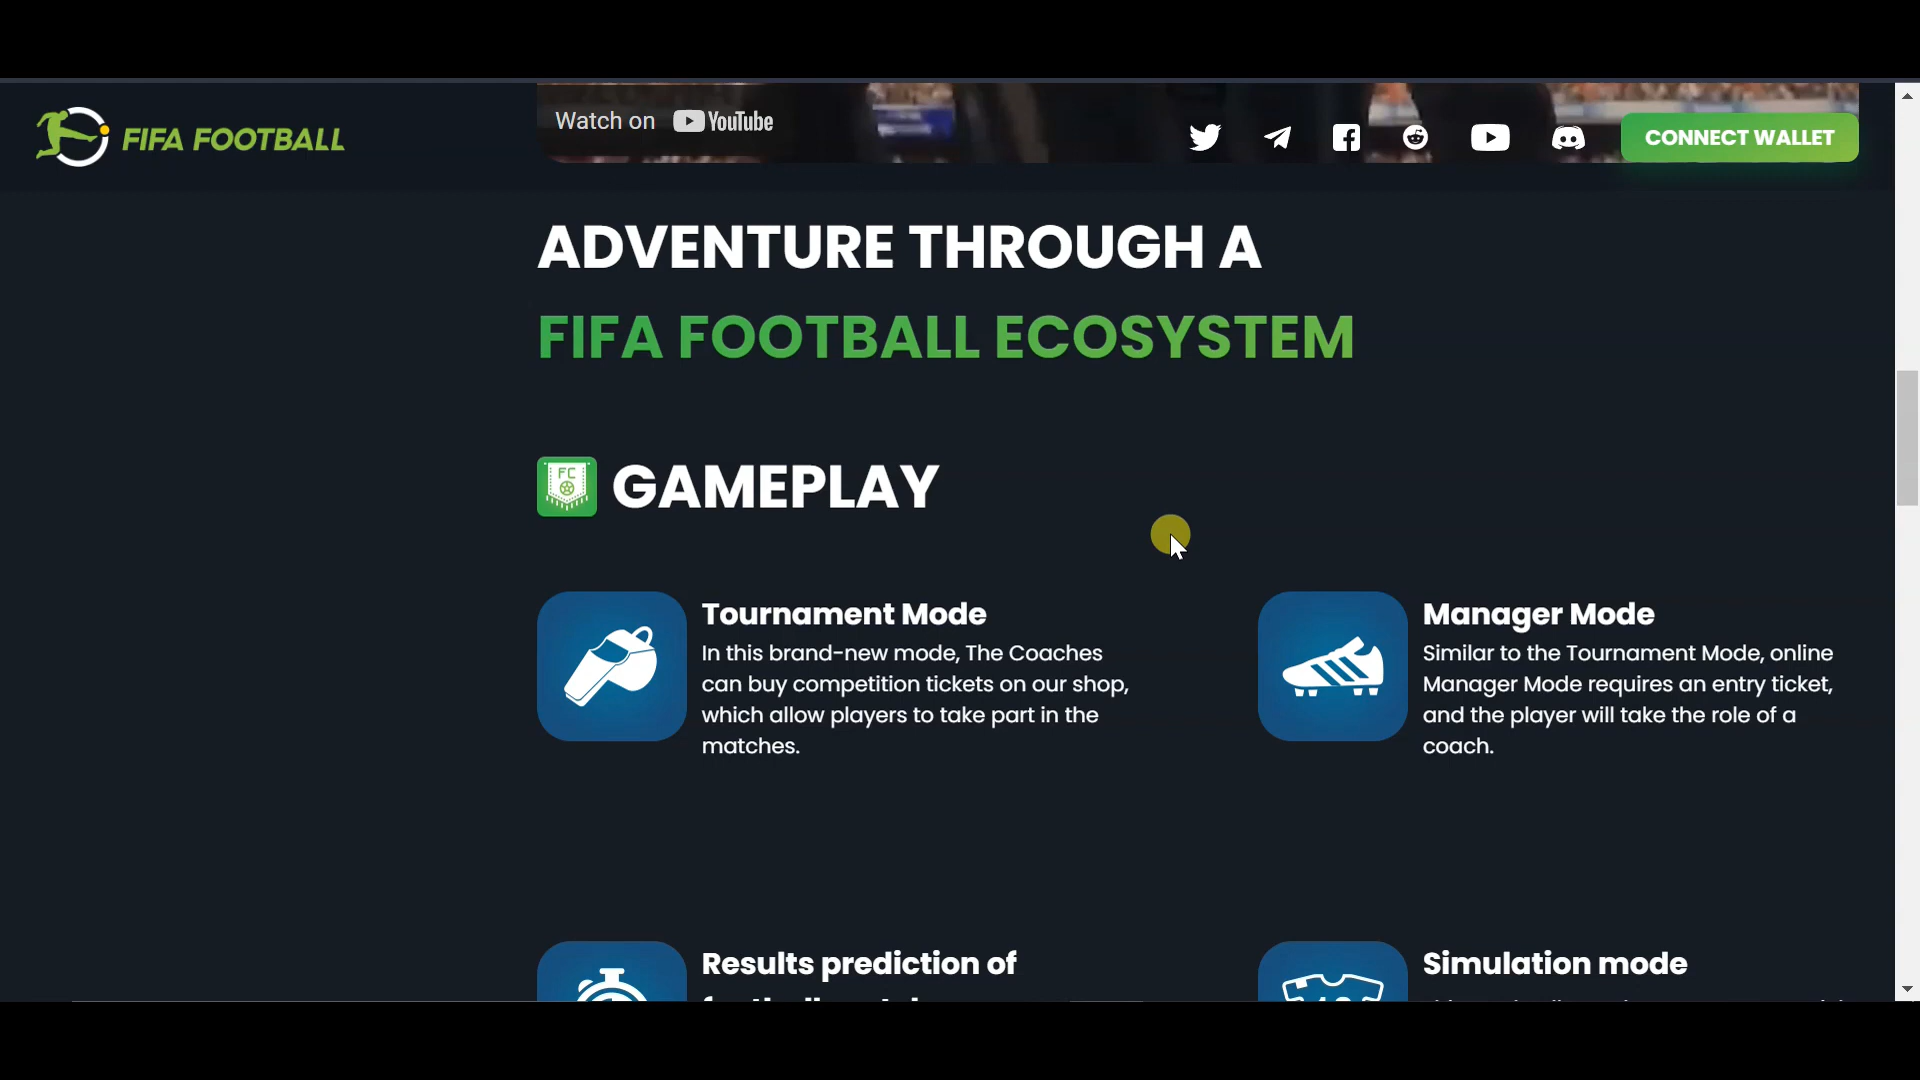 Watch on YouTube
FIFA FOOTBALL
CONNECT WALLET
ADVENTURE THROUGH A
FIFA FOOTBALL ECOSYSTEM
FC
GAMEPLAY
Tournament Mode
In this brand-new mode, The Coaches
can buy competition tickets on our shop,
which allow players to take part in the
matches.
Manager Mode
Similar to the Tournament Mode, online
Manager Mode requires an entry ticket,
and the player will take the role of a
coach.
Results prediction of
Simulation mode